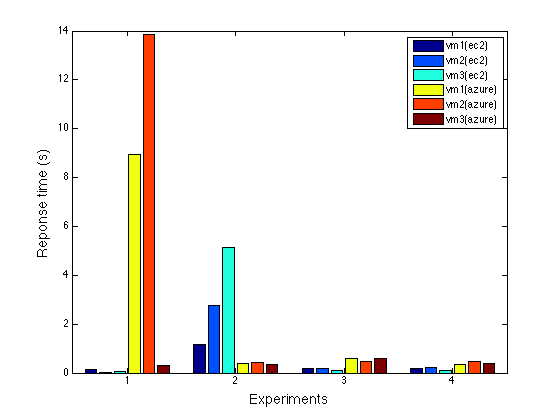 14
12
10
8
6
4
2
0
Reponse time (s)
vm1(ec2)
vm2(ec2)
vm3(ec2)
vm1(azure)
vm2(azure)
vm3(azure)
1 2 3 4
Experiments